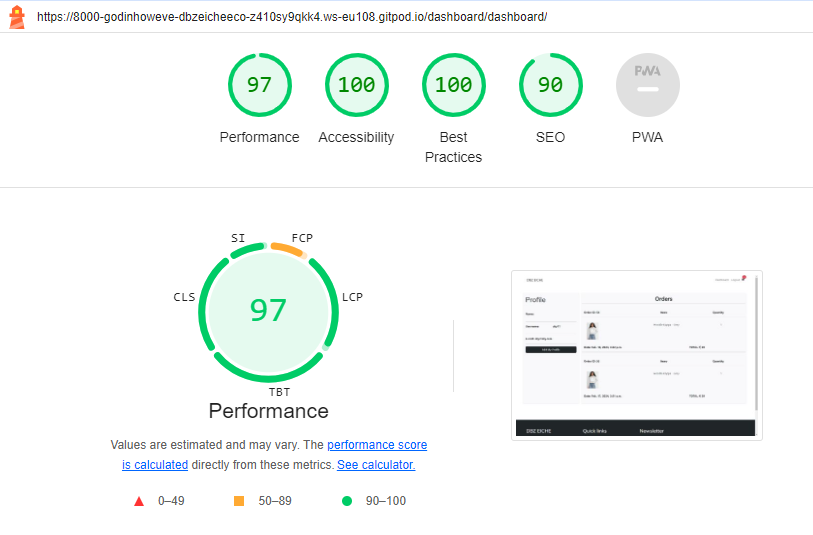 https://8000-godinhoweve-dbzeicheeco-z410sy9qkk4.ws-eu108.gitpod.io/dashboard/dashboard/
97
100
100
90
PWA
Performance
Accessibility
Best
Practices
SEO
PWA
SI
FCP
CLS
LCP
97
TBT
Performance
Values are estimated and may vary. The performance score
is calculated directly from these metrics. See calculator.
0–49
50–89
90–100
Profile
Orders
DBZ EICHE
Quick links
Newsletter